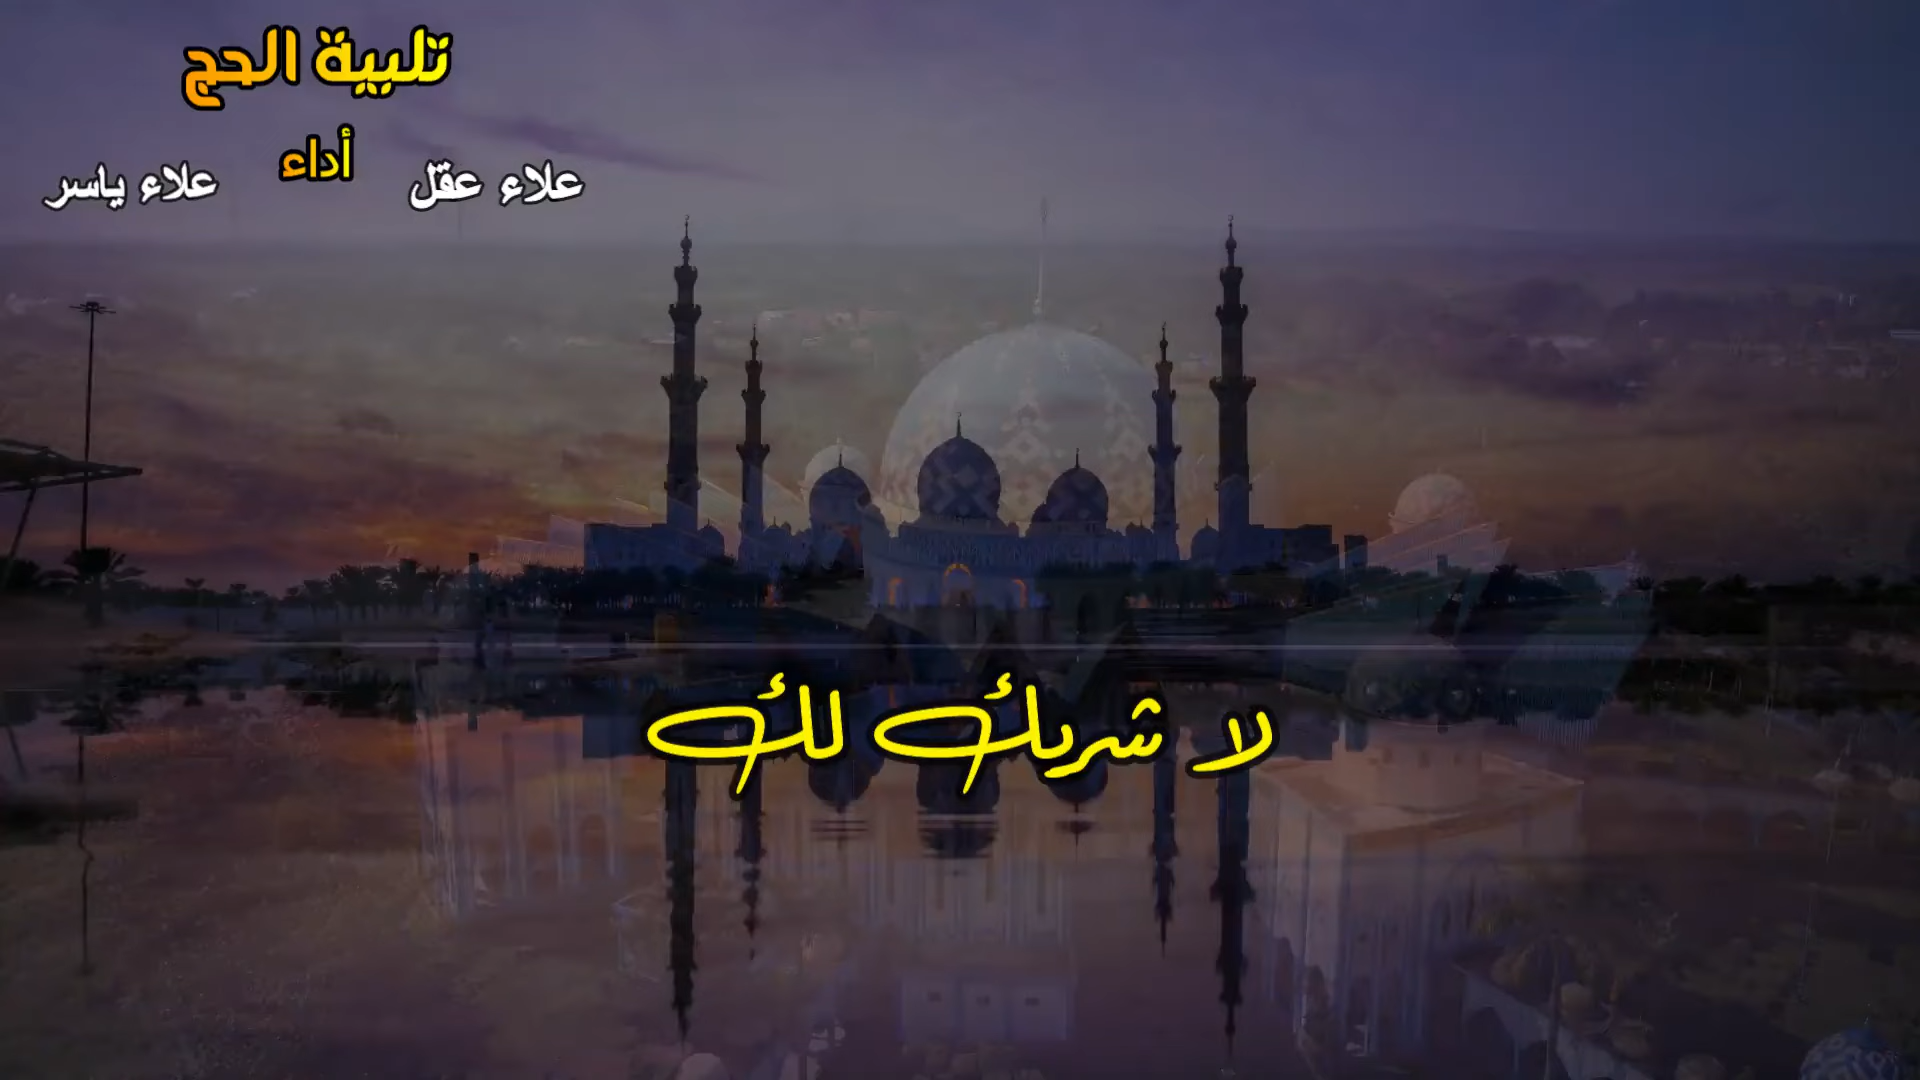 تلبية الحج
أداء
علاء عقل
علاء ياسر
لا شريك لك